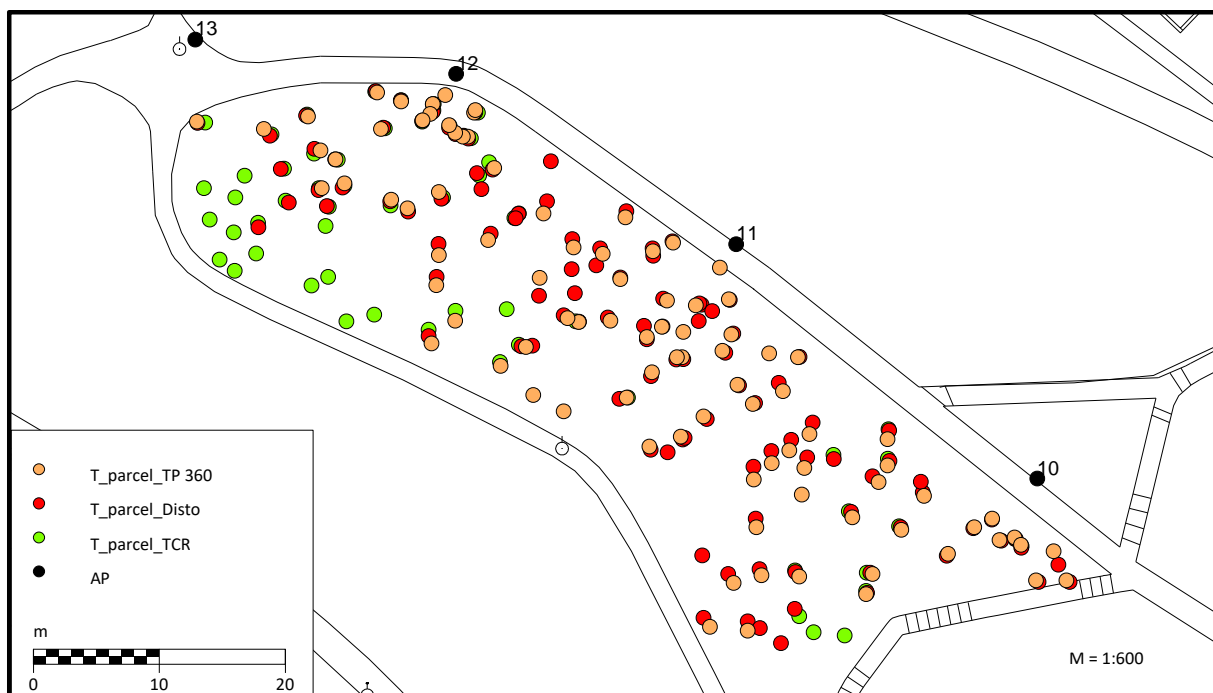 13
12
11
10
T_parcel_TP 360
T_parcel_Disto
T_parcel_TCR
AP
m
0 10 20
M = 1:600